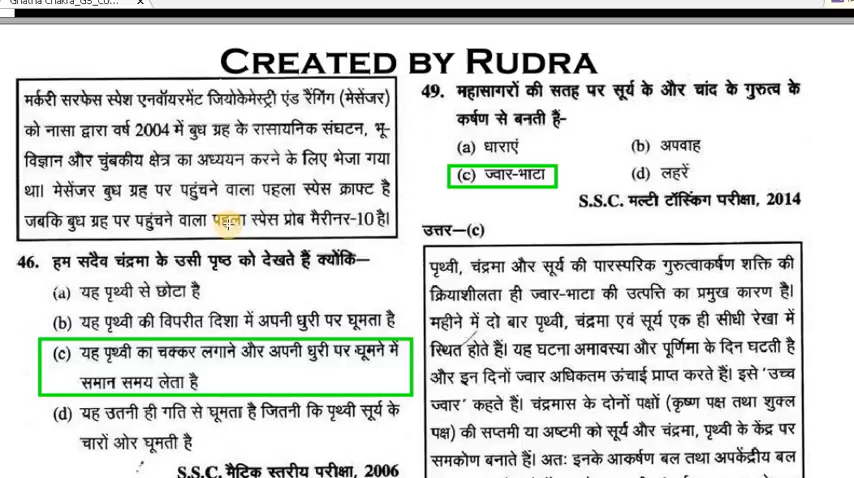 Ghatna Chakra_GS_Co... x
CREATED BY RUDRA
मर्करी सरफेस स्पेश एनवॉयरमेंट जियोकेमेस्ट्री एंड रैंगिंग (मेसेंजर)
को नासा द्वारा वर्ष 2004 में बुध ग्रह के रासायनिक संघटन, भू-
विज्ञान और चुंबकीय क्षेत्र का अध्ययन करने के लिए भेजा गया
था। मेसेंजर बुध ग्रह पर पहुंचने वाला पहला स्पेस क्राफ्ट है
जबकि बुध ग्रह पर पहुंचने वाला पहला स्पेस प्रोब मैरीनर-10 है।
46. हम सदैव चंद्रमा के उसी पृष्ठ को देखते हैं क्योंकि—
(a) यह पृथ्वी से छोटा है
(b) यह पृथ्वी की विपरीत दिशा में अपनी धुरी पर घूमता है
(c) यह पृथ्वी का चक्कर लगाने और अपनी धुरी पर घूमने में
समान समय लेता है
(d) यह उतनी ही गति से घूमता है जितनी कि पृथ्वी सूर्य के
चारों ओर घूमती है
S.S.C. मैट्रिक स्तरीय परीक्षा, 2006
49. महासागरों की सतह पर सूर्य के और चांद के गुरुत्व के
कर्षण से बनती हैं-
(a) धाराएं (b) अपवाह
(c) ज्वार-भाटा (d) लहरें
S.S.C. मल्टी टॉस्किंग परीक्षा, 2014
उत्तर—(c)
पृथ्वी, चंद्रमा और सूर्य की पारस्परिक गुरुत्वाकर्षण शक्ति की
क्रियाशीलता ही ज्वार-भाटा की उत्पत्ति का प्रमुख कारण है।
महीने में दो बार पृथ्वी, चंद्रमा एवं सूर्य एक ही सीधी रेखा में
स्थित होते हैं। यह घटना अमावस्या और पूर्णिमा के दिन घटती है
और इन दिनों ज्वार अधिकतम ऊंचाई प्राप्त करते हैं। इसे 'उच्च
ज्वार' कहते हैं। चंद्रमास के दोनों पक्षों (कृष्ण पक्ष तथा शुक्ल
पक्ष) की सप्तमी या अष्टमी को सूर्य और चंद्रमा, पृथ्वी के केंद्र पर
समकोण बनाते हैं। अतः इनके आकर्षण बल तथा अपकेंद्रीय बल